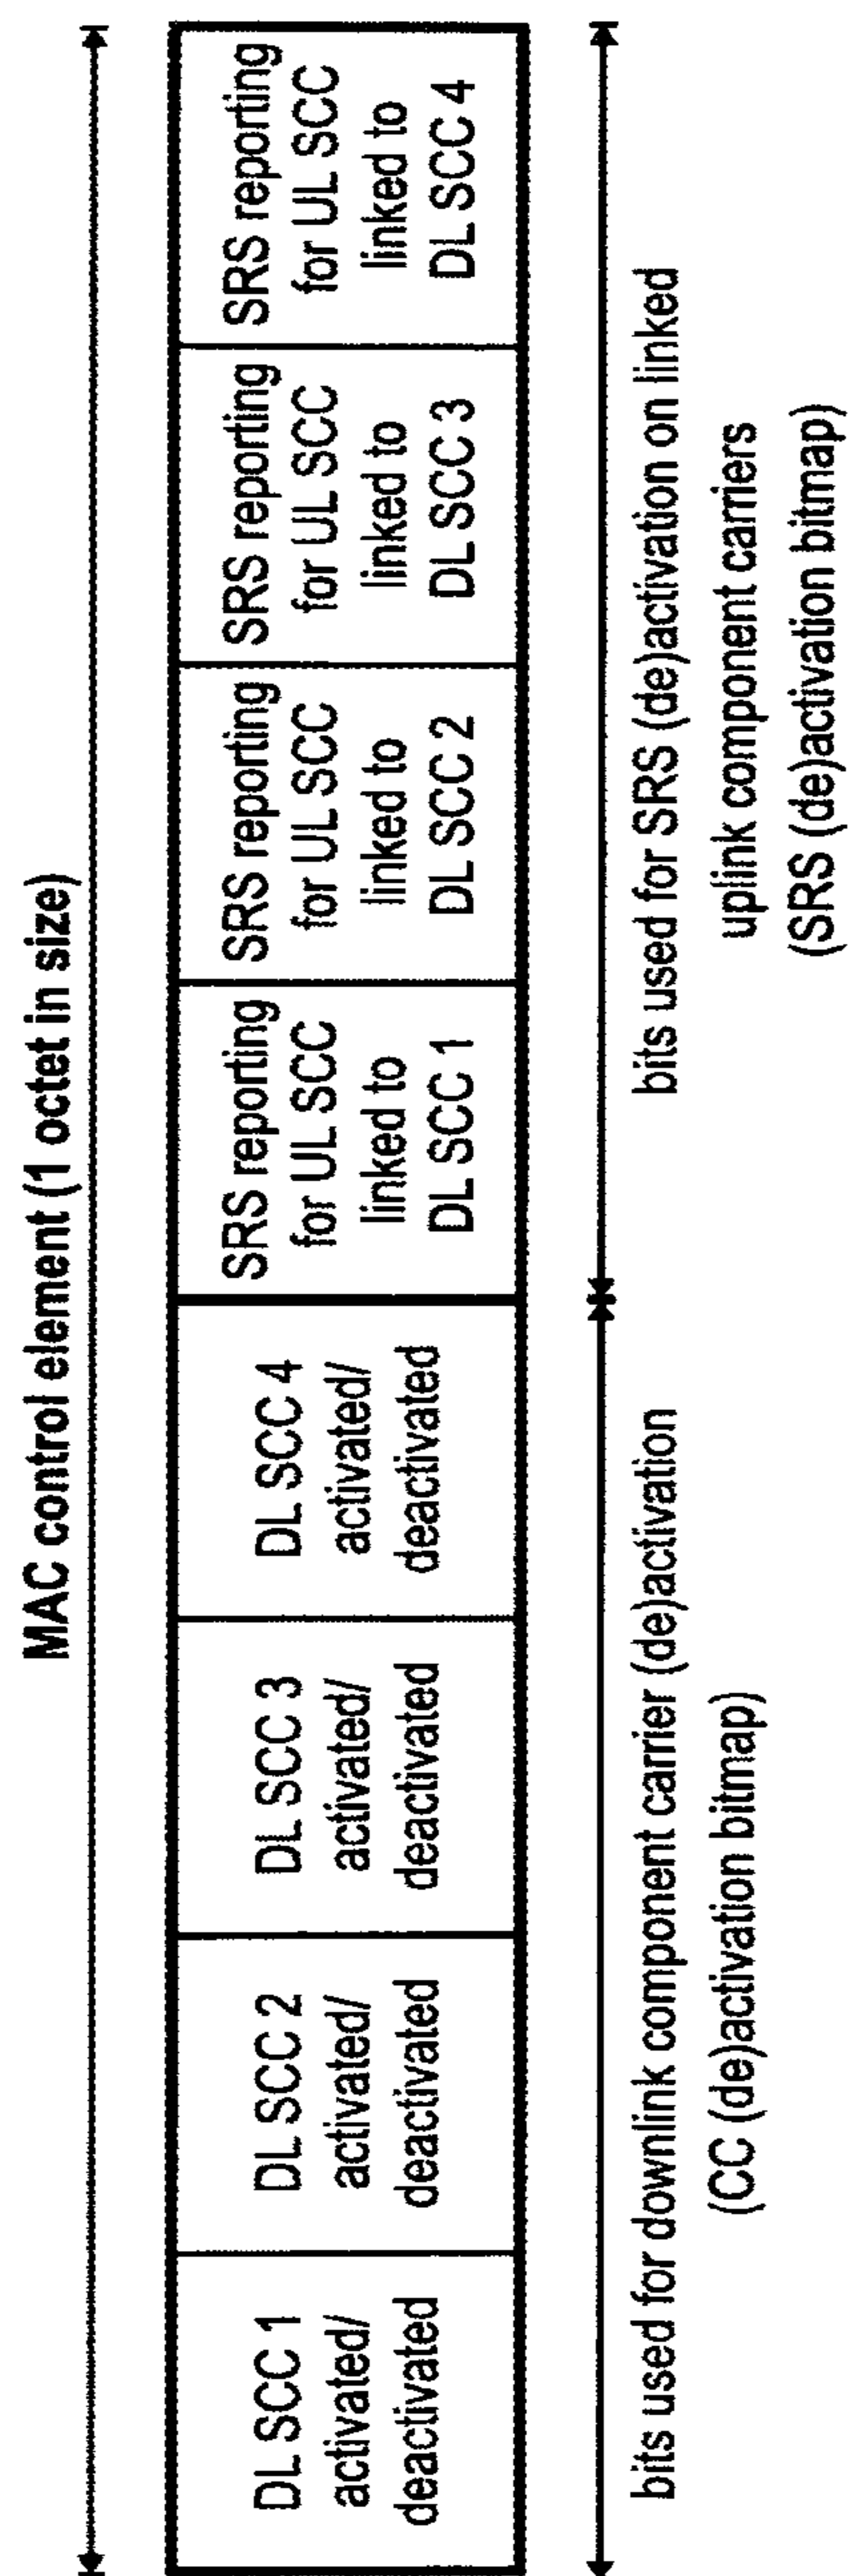 MAC control element (1 octet in size)
DL SCC 1
activated/
deactivated
DL SCC 2
activated/
deactivated
DL SCC 3
activated/
deactivated
DL SCC 4
activated/
deactivated
SRS reporting
for UL SCC
linked to
DL SCC 1
SRS reporting
for UL SCC
linked to
DL SCC 2
SRS reporting
for UL SCC
linked to
DL SCC 3
SRS reporting
for UL SCC
linked to
DL SCC 4
bits used for downlink component carrier (de)activation
(CC (de)activation bitmap)
bits used for SRS (de)activation on linked
uplink component carriers
(SRS (de)activation bitmap)